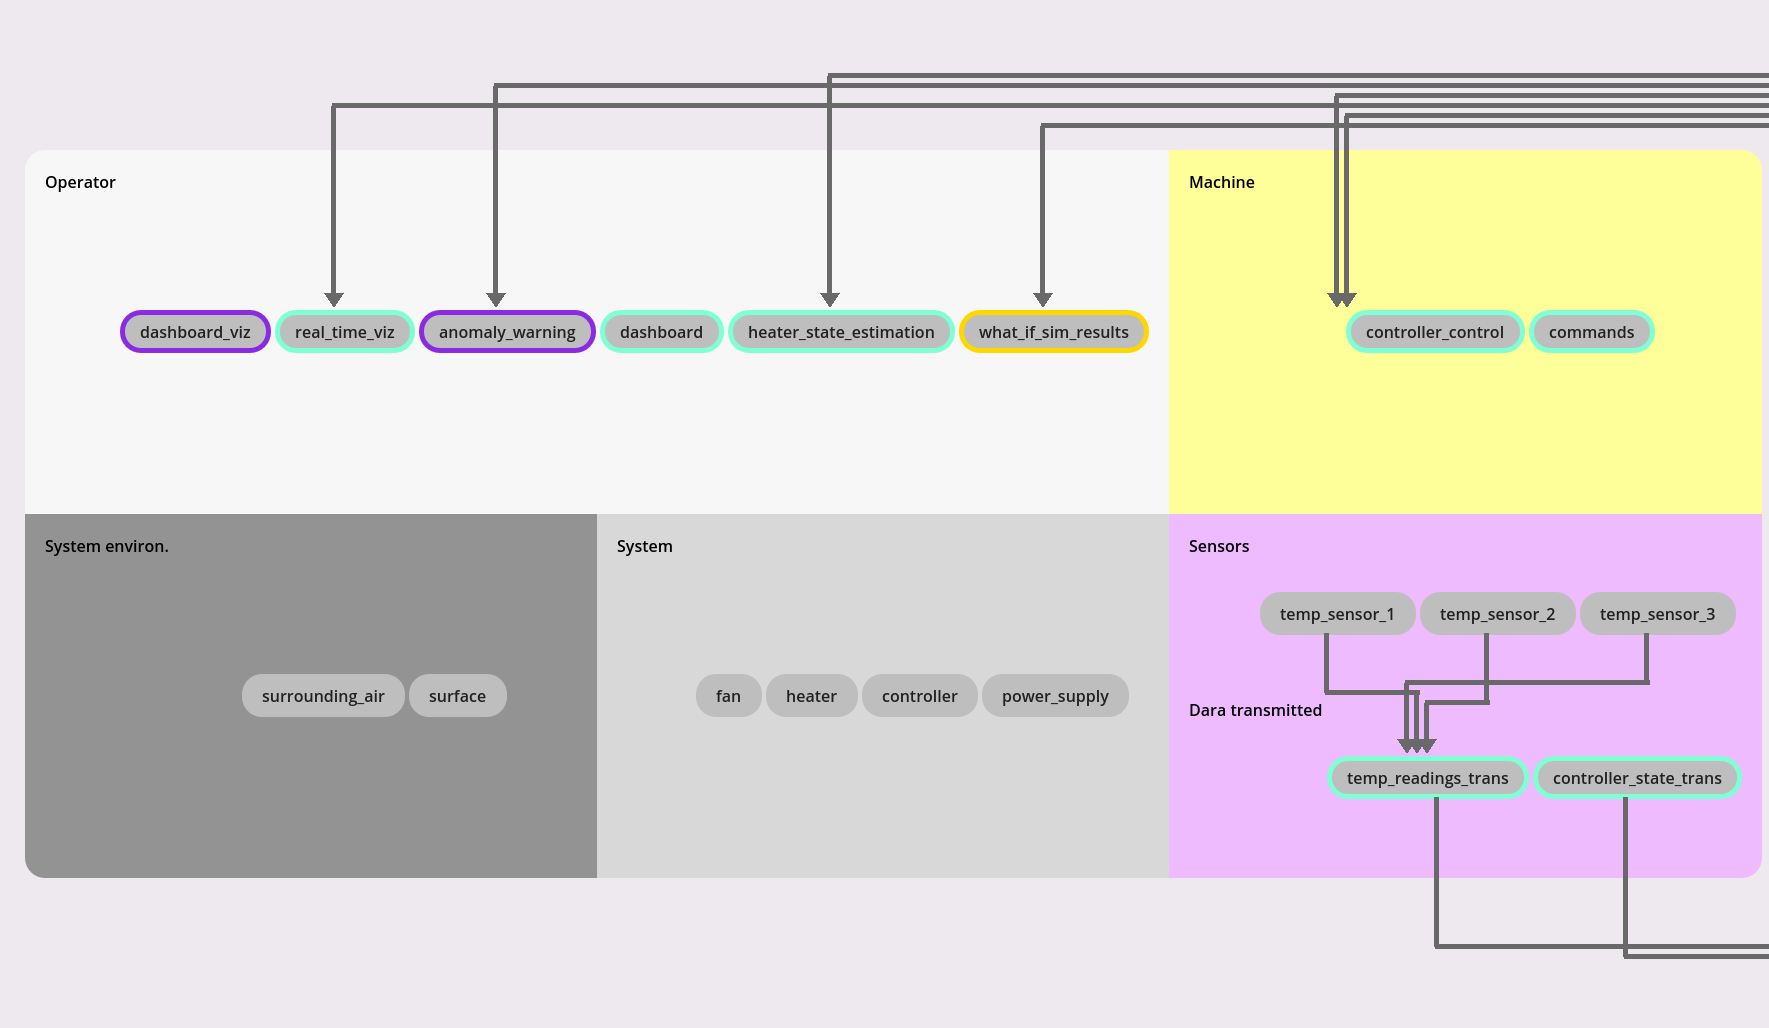 Operator
Machine
dashboard_viz
real_time_viz
anomaly_warning
dashboard
heater_state_estimation
what_if_sim_results
controller_control
commands
System environ.
System
Sensors
temp_sensor_1
temp_sensor_2
temp_sensor_3
surrounding_air
surface
fan
heater
controller
power_supply
Dara transmitted
temp_readings_trans
controller_state_trans